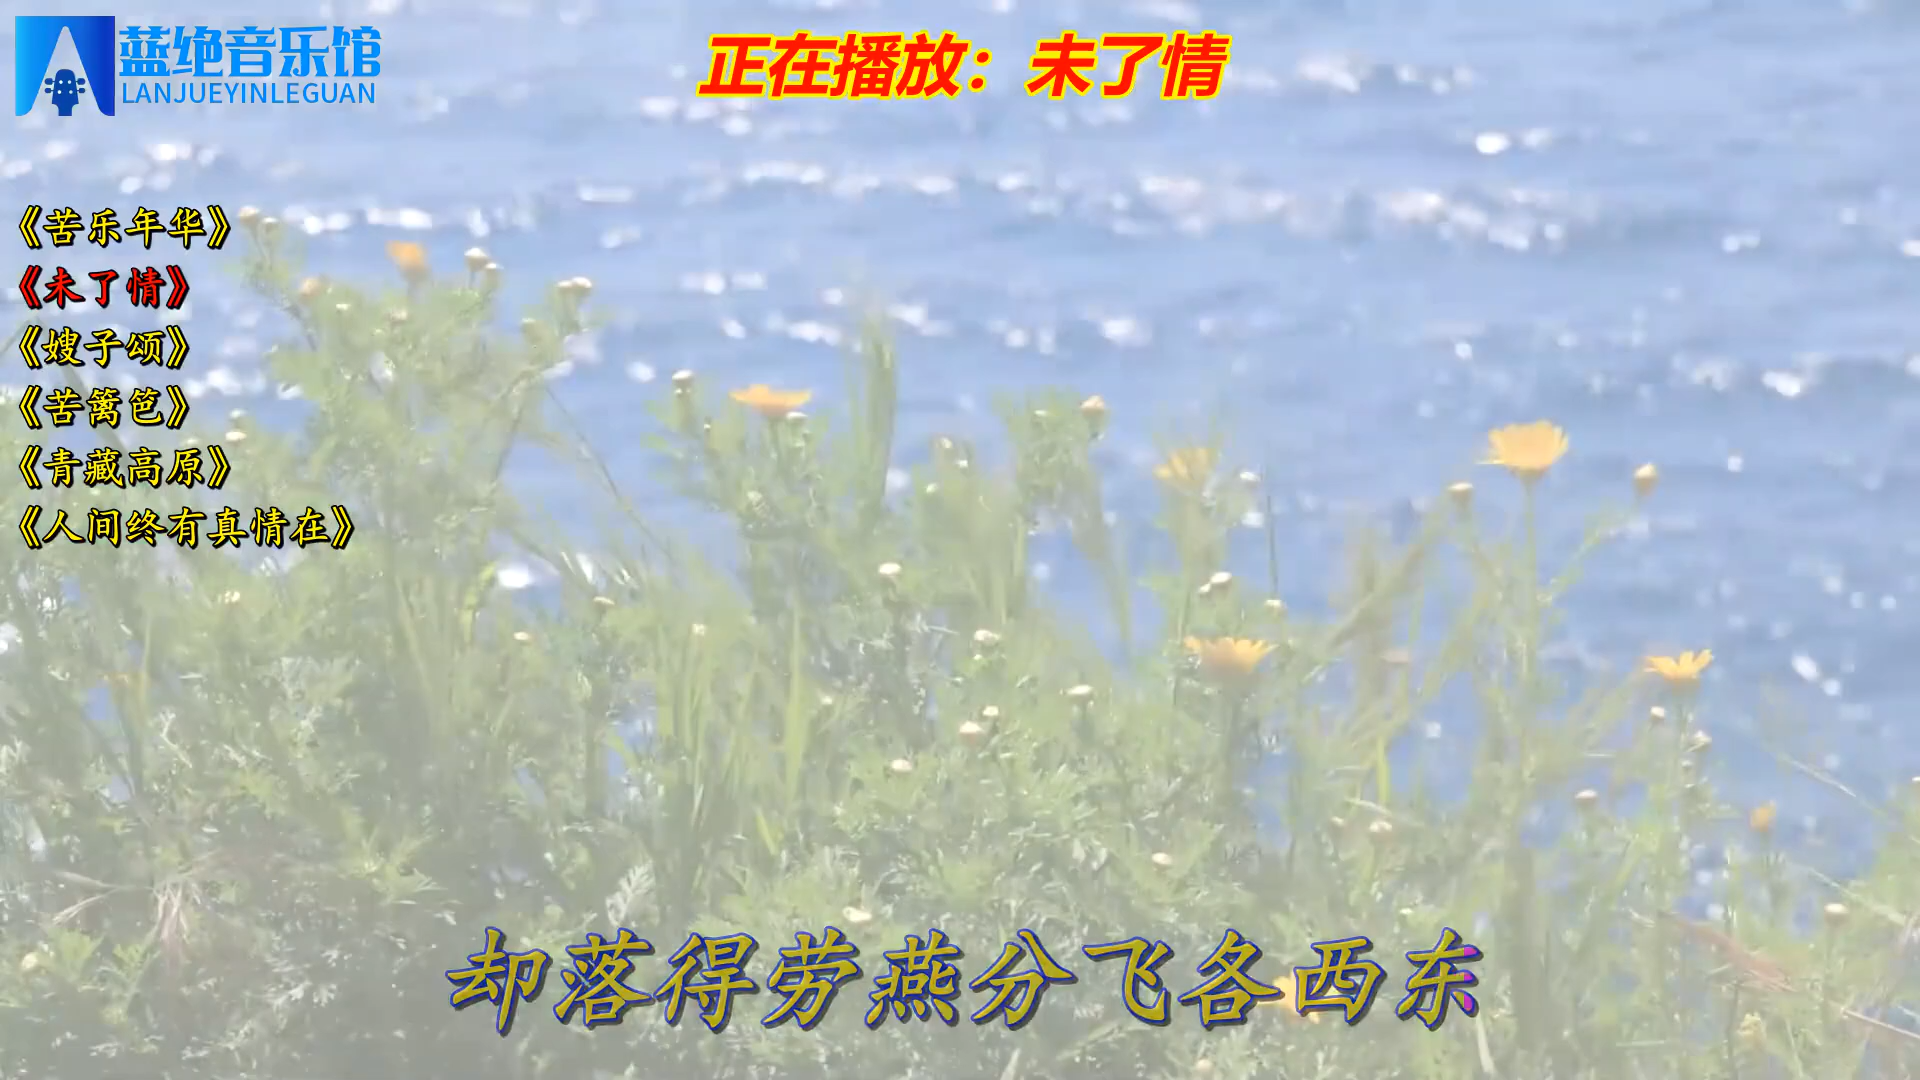 蓝绝音乐馆
LANJUEYINLEGUAN
正在播放：未了情
《苦乐年华》
《未了情》
《嫂子颂》
《苦篱笆》
《青藏高原》
《人间终有真情在》
却落得劳燕分飞各西东